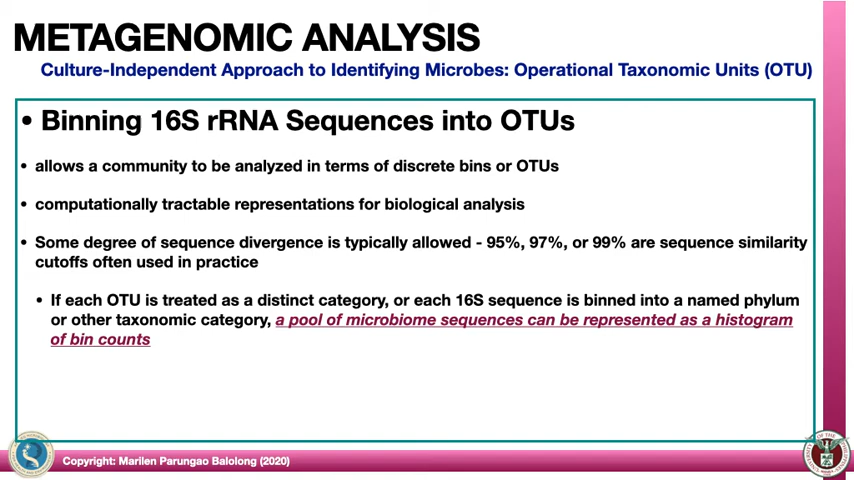 METAGENOMIC ANALYSIS
Culture-Independent Approach to Identifying Microbes: Operational Taxonomic Units (OTU)
• Binning 16S rRNA Sequences into OTUs
• allows a community to be analyzed in terms of discrete bins or OTUs
• computationally tractable representations for biological analysis
• Some degree of sequence divergence is typically allowed - 95%, 97%, or 99% are sequence similarity
cutoffs often used in practice
• If each OTU is treated as a distinct category, or each 16S sequence is binned into a named phylum
or other taxonomic category, a pool of microbiome sequences can be represented as a histogram
of bin counts
Copyright: Marilen Parungao Balolong (2020)